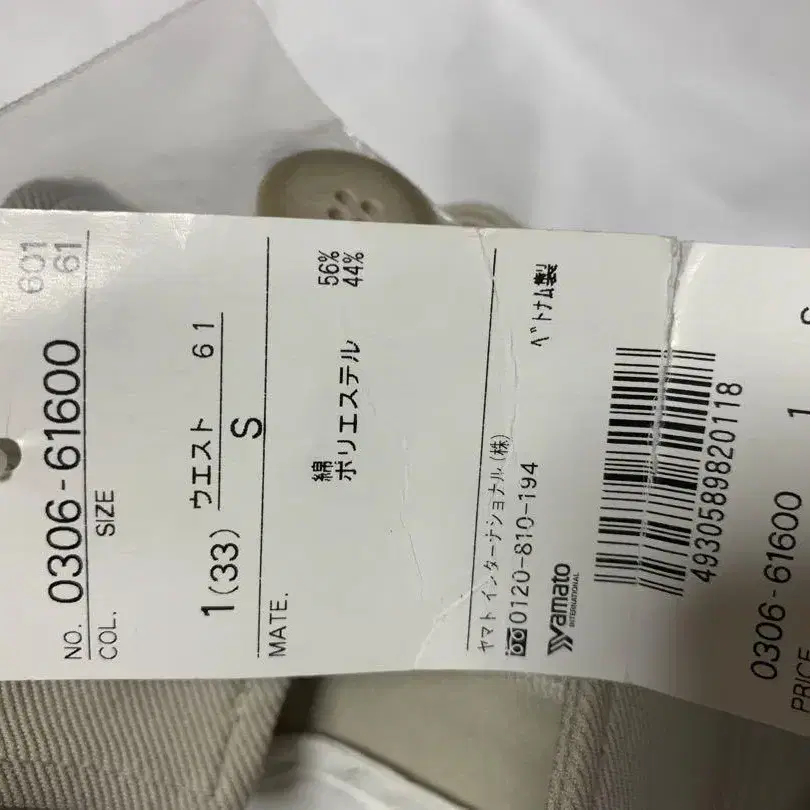 NO. 0306-61600 601
COL. SIZE 61
1(33) ウエスト 61
S
MATE.
綿 56%
ポリエステル 44%
ヤマト インターナショナル(株)
0120-810-194
Yamato
INTERNATIONAL
ベトナム製
4930589820118
0306-61600 1
PRICE